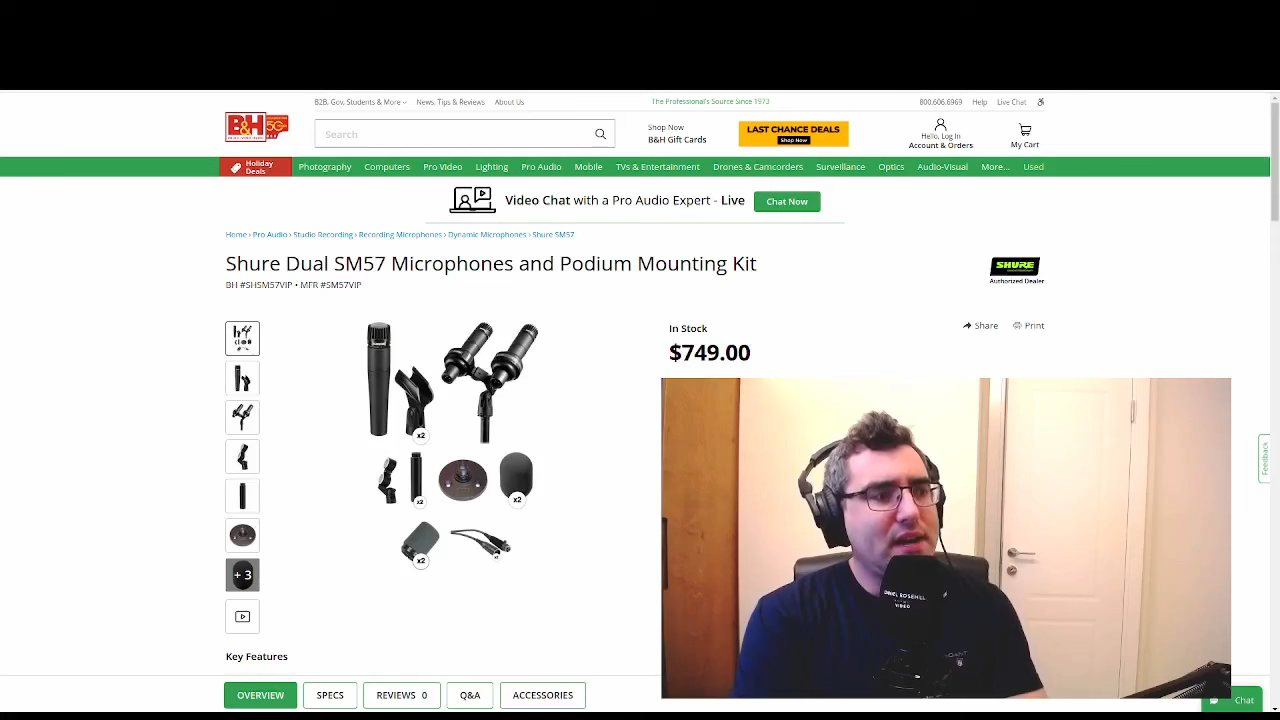 B2B, Gov, Students & More
News, Tips & Reviews
About Us
The Professional's Source Since 1973
800.606.6969
Help
Live Chat
B&H
Search
Shop Now
B&H Gift Cards
LAST CHANCE DEALS
Shop Now
Hello, Log In
Account & Orders
My Cart
Holiday Deals
Photography
Computers
Pro Video
Lighting
Pro Audio
Mobile
TVs & Entertainment
Drones & Camcorders
Surveillance
Optics
Audio-Visual
More...
Used
Video Chat with a Pro Audio Expert - Live
Chat Now
Home › Pro Audio › Studio Recording › Recording Microphones › Dynamic Microphones › Shure SM57
Shure Dual SM57 Microphones and Podium Mounting Kit
BH #SHSM57VIP • MFR #SM57VIP
SHURE
Authorized Dealer
In Stock
Share
Print
$749.00
x2
x2
x2
x2
+ 3
Feedback
DANIEL ROSEHILL
VIDEO
Key Features
OVERVIEW
SPECS
REVIEWS 0
Q&A
ACCESSORIES
Chat